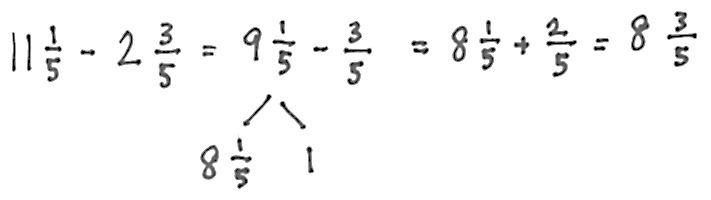 11 1/5 - 2 3/5 = 9 1/5 - 3/5 = 8 1/5 + 2/5 = 8 3/5
8 1/5 1